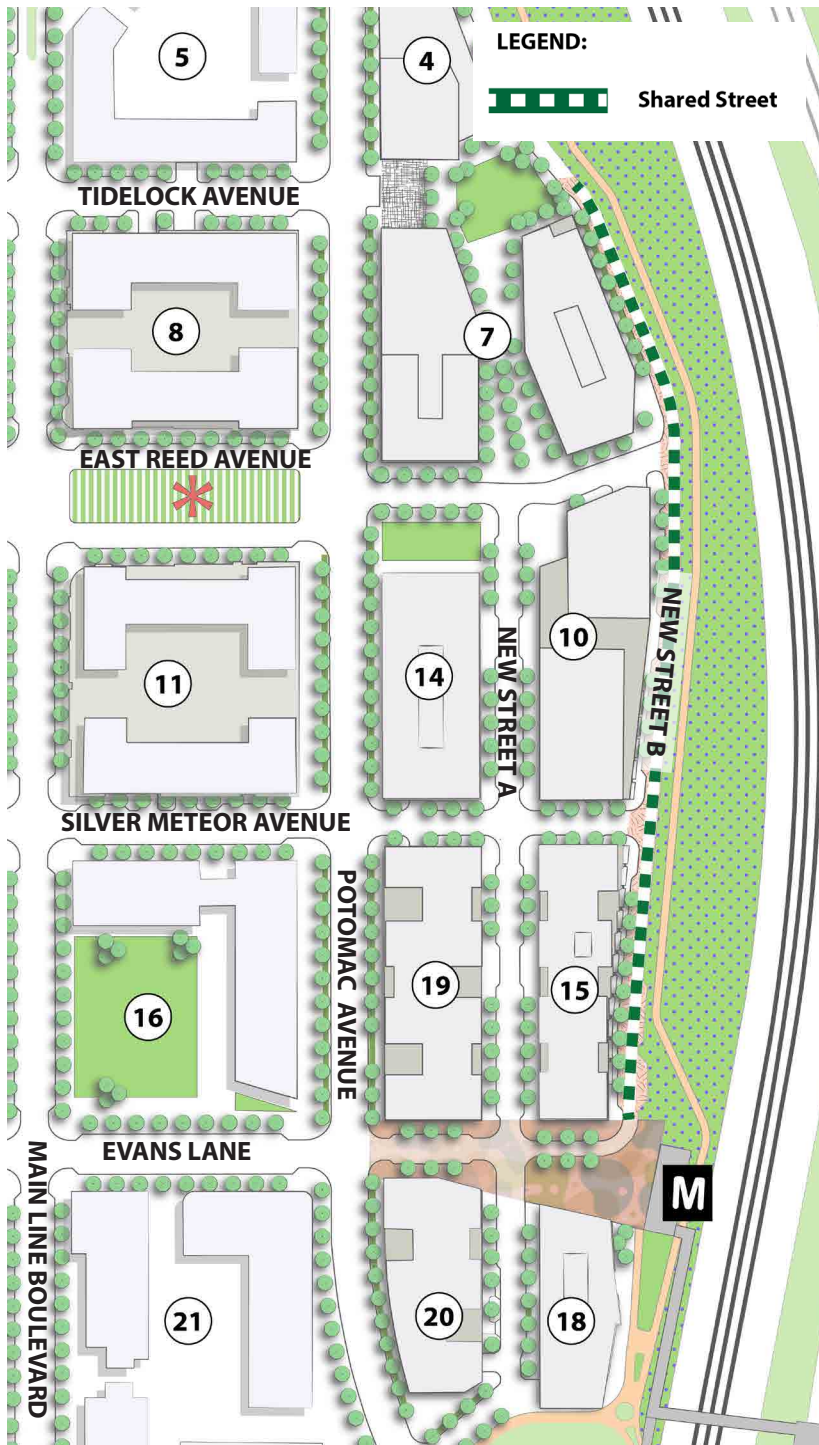 LEGEND:
Shared Street
5
4
TIDELOCK AVENUE
8
7
EAST REED AVENUE
10
NEW STREET B
11
14
NEW STREET A
SILVER METEOR AVENUE
POTOMAC AVENUE
19
15
16
EVANS LANE
M
MAIN LINE BOULEVARD
21
20
18